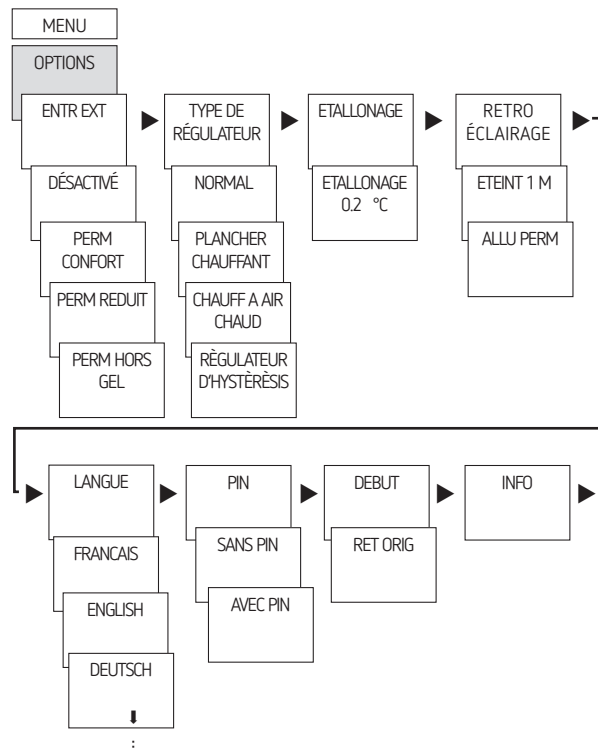 MENU
OPTIONS
ENTR EXT
DÉSACTIVÉ
PERM
CONFORT
PERM REDUIT
PERM HORS
GEL
TYPE DE
RÉGULATEUR
NORMAL
PLANCHER
CHAUFFANT
CHAUFF A AIR
CHAUD
RÈGULATEUR
D'HYSTÈRÈSIS
ETALLONAGE
ETALLONAGE
0.2 °C
RETRO
ÉCLAIRAGE
ETEINT 1 M
ALLU PERM
LANGUE
FRANCAIS
ENGLISH
DEUTSCH
PIN
SANS PIN
AVEC PIN
DEBUT
RET ORIG
INFO